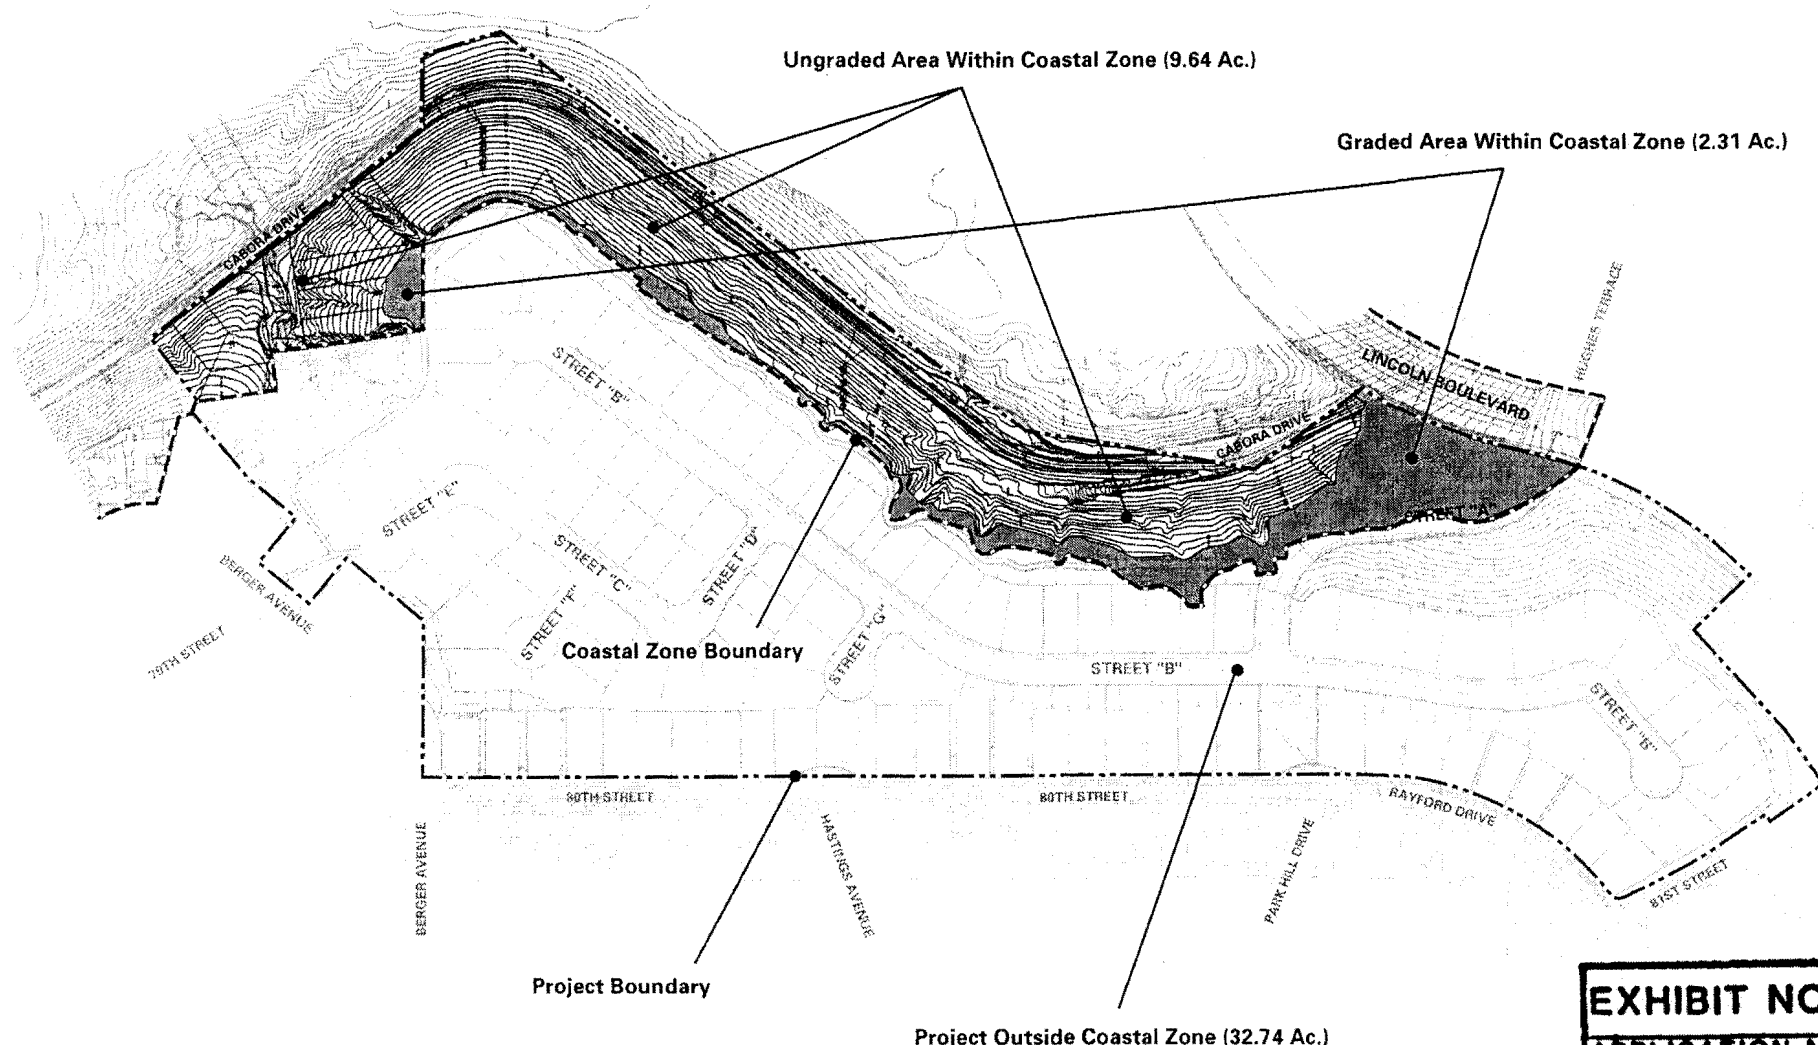 Ungraded Area Within Coastal Zone (9.64 Ac.)
Graded Area Within Coastal Zone (2.31 Ac.)
CABORA DRIVE
HUGHES TERRACE
LINCOLN BOULEVARD
CABORA DRIVE
STREET "A"
STREET "B"
STREET "E"
STREET "C"
STREET "D"
STREET "F"
STREET "G"
BERGER AVENUE
79TH STREET
Coastal Zone Boundary
STREET "B"
STREET "B"
80TH STREET
80TH STREET
RAYFORD DRIVE
BERGER AVENUE
HASTINGS AVENUE
PARK HILL DRIVE
81ST STREET
Project Boundary
Project Outside Coastal Zone (32.74 Ac.)
EXHIBIT NO